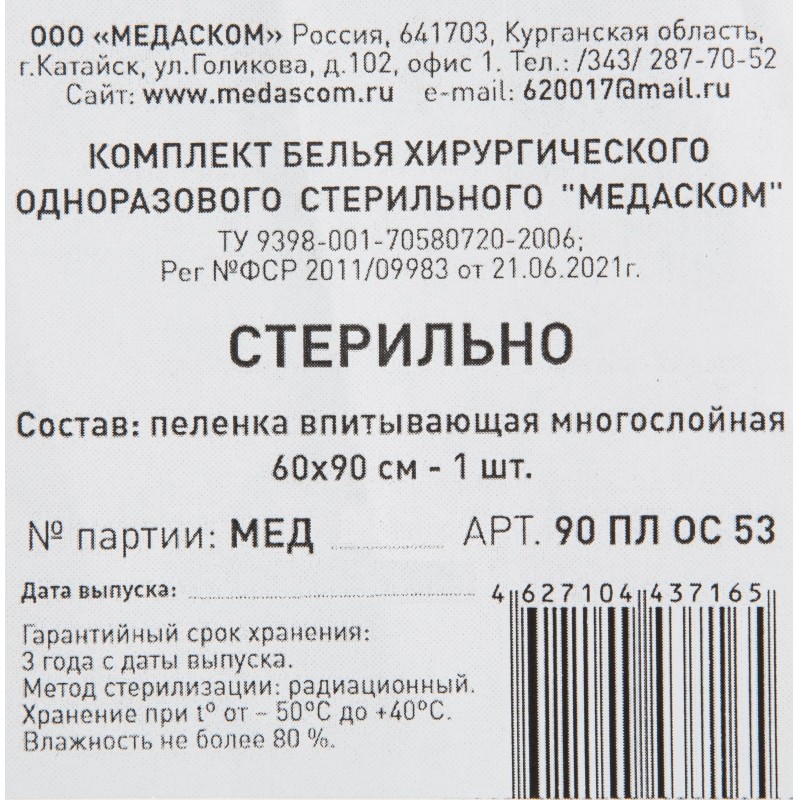 ООО «МЕДАСКОМ» Россия, 641703, Курганская область,
г.Катайск, ул.Голикова, д.102, офис 1. Тел.: /343/ 287-70-52
Сайт: www.medascom.ru e-mail: 620017@mail.ru
КОМПЛЕКТ БЕЛЬЯ ХИРУРГИЧЕСКОГО
ОДНОРАЗОВОГО СТЕРИЛЬНОГО "МЕДАСКОМ"
ТУ 9398-001-70580720-2006;
Рег №ФСР 2011/09983 от 21.06.2021г.
СТЕРИЛЬНО
Состав: пеленка впитывающая многослойная
60х90 см - 1 шт.
№ партии: МЕД
АРТ. 90 ПЛ ОС 53
Дата выпуска:
4 627104 437165
Гарантийный срок хранения:
3 года с даты выпуска.
Метод стерилизации: радиационный.
Хранение при t° от – 50°С до +40°С.
Влажность не более 80 %.